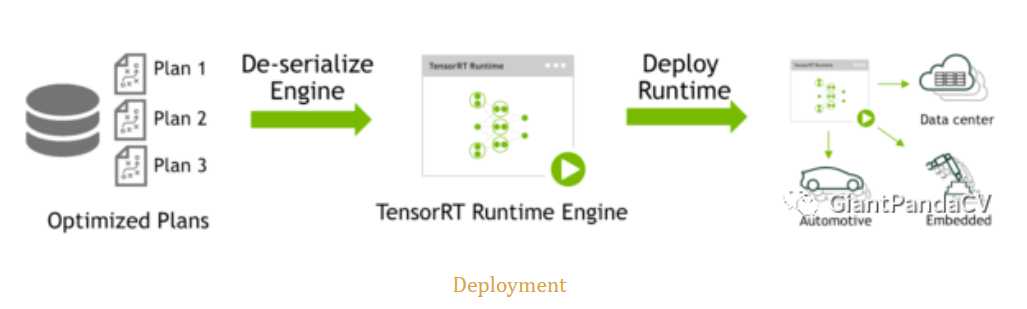 Plan 1
Plan 2
Plan 3
Optimized Plans
De-serialize
Engine
TensorRT Runtime
TensorRT Runtime Engine
Deploy
Runtime
TensorRT Runtime
Data center
Automotive
Embedded
GiantPandaCV
Deployment